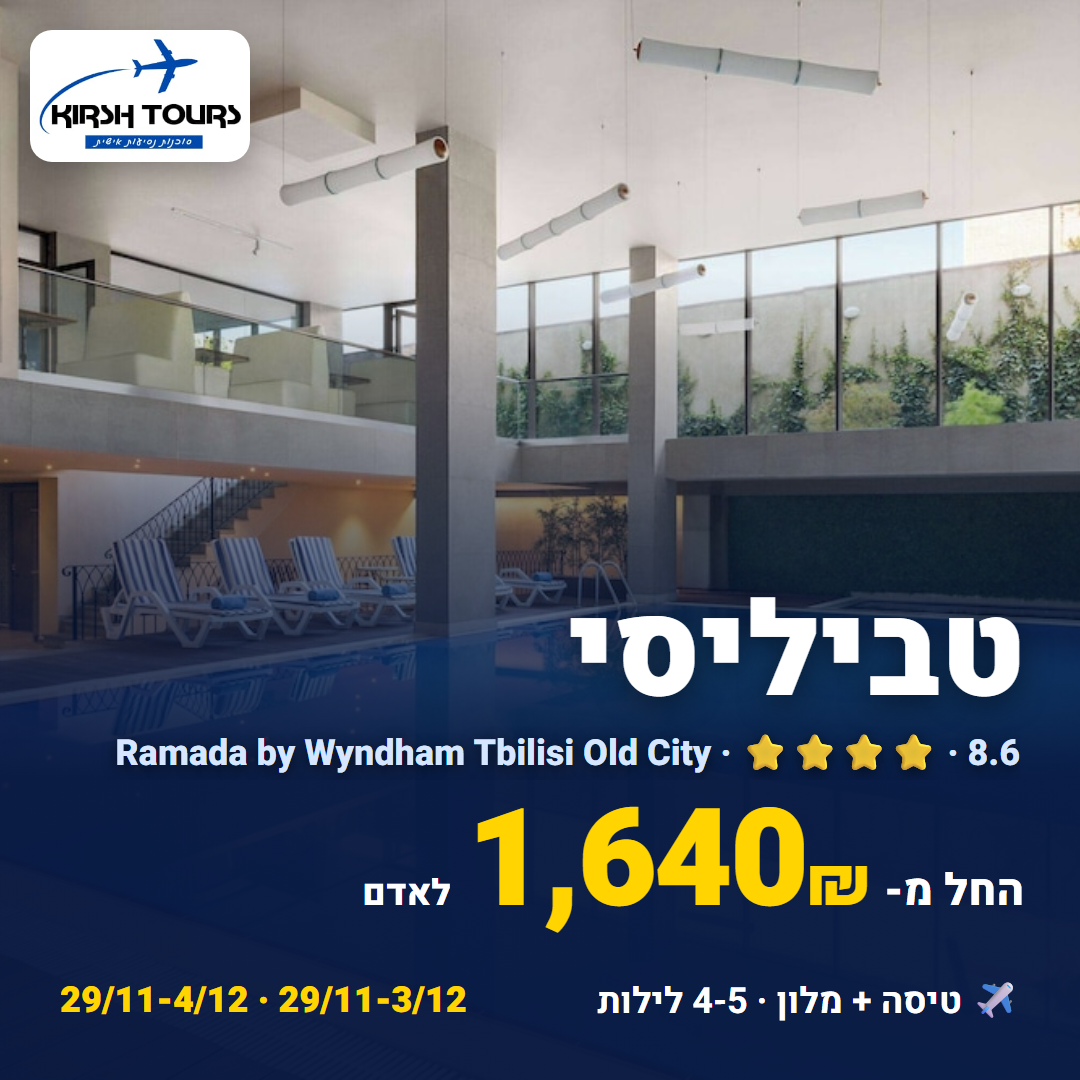 KIRSH TOURS
סוכנות נסיעות אישית
טביליסי
Ramada by Wyndham Tbilisi Old City · ⭐⭐⭐⭐ · 8.6
החל מ- ₪1,640 לאדם
✈️ טיסה + מלון · 4-5 לילות
29/11-4/12 · 29/11-3/12